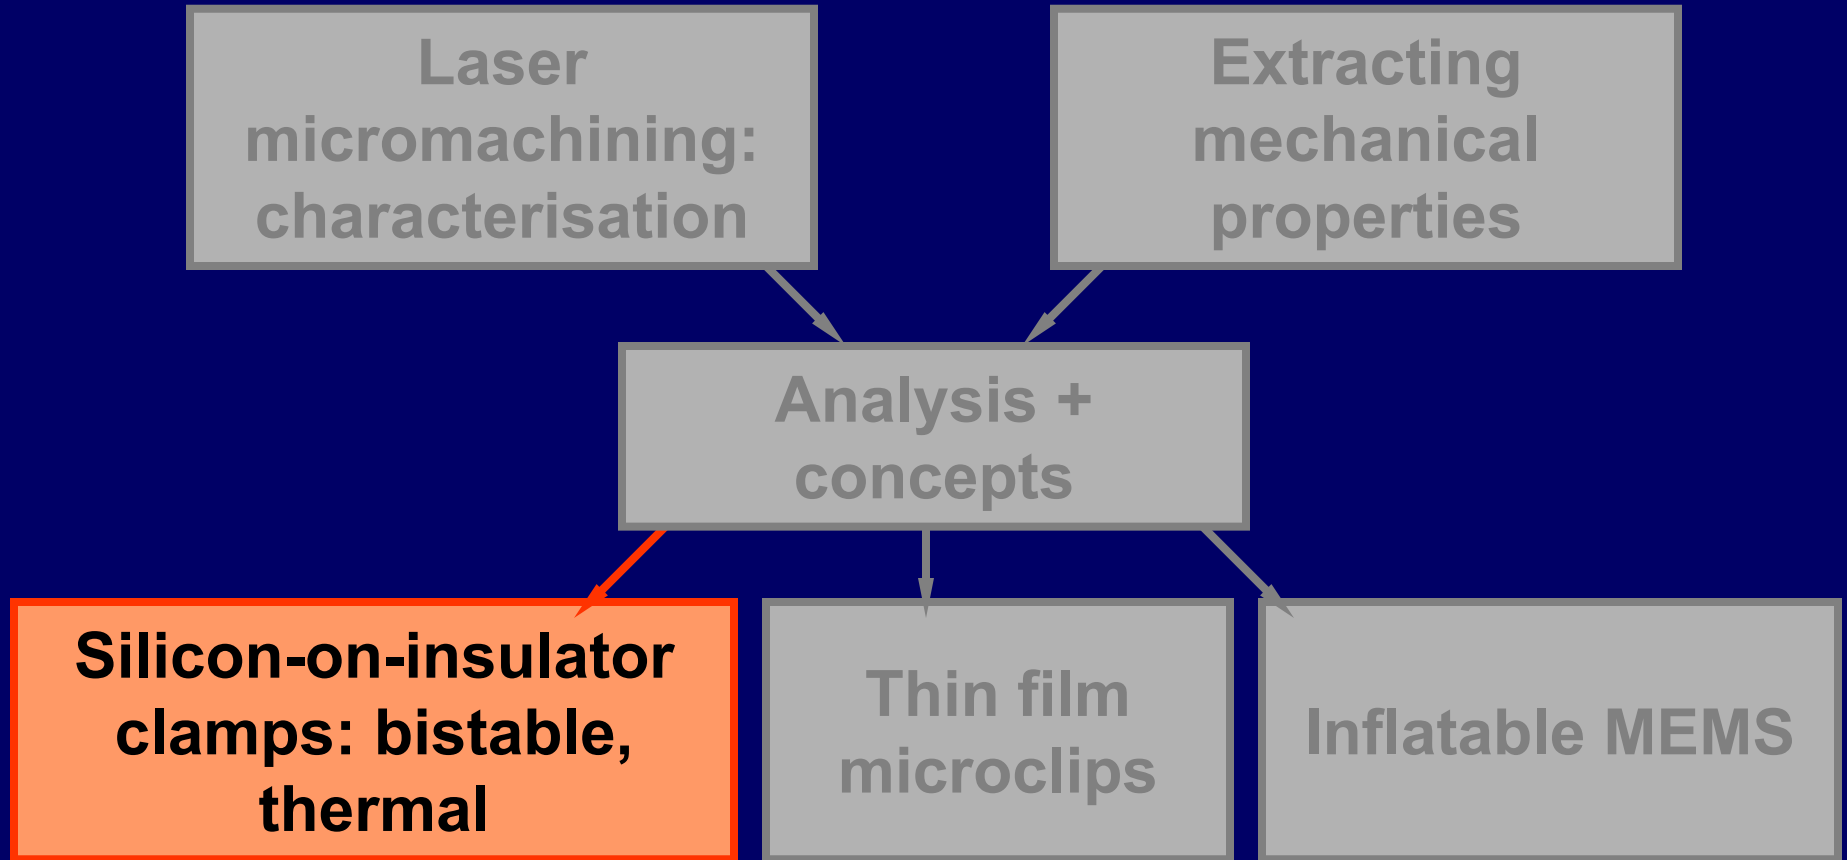 Laser
micromachining:
characterisation
Extracting
mechanical
properties
Analysis +
concepts
Silicon-on-insulator
clamps: bistable,
thermal
Thin film
microclips
Inflatable MEMS